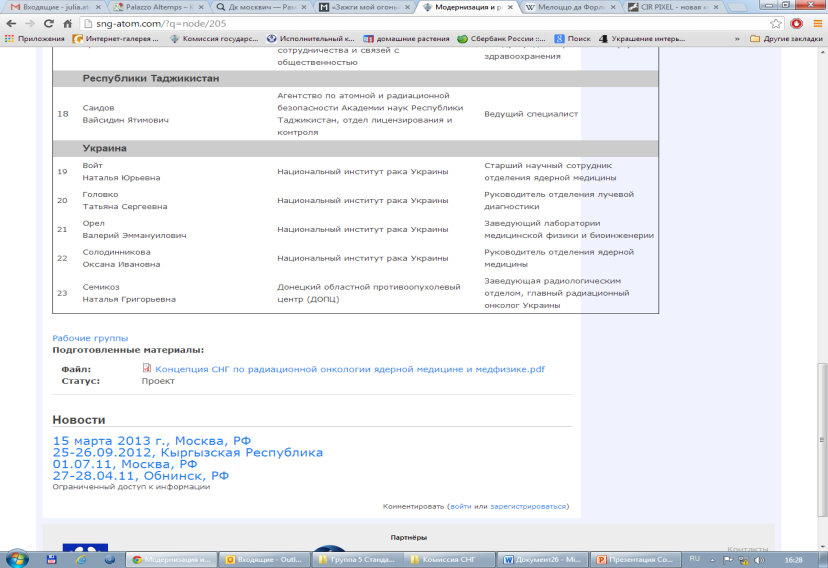 Входящие - julia.at
Palazzo Altemps — I
Дк москвич — Pam
«Зажги мой огонь
Модернизация и р
Мелоццо да Форл
CIR PIXEL - новая к
sng-atom.com/?q=node/205
Приложения Интернет-галерея ... Комиссия государс... Исполнительный к... домашние растения Сбербанк России ::... Поиск Украшение интерь... » Другие закладки
сотрудничества и связей с
общественностью
здравоохранения
Республики Таджикистан
18 Саидов
Вайсидин Ятимович
Агентство по атомной и радиационной
безопасности Академии наук Республики
Таджикистан, отдел лицензирования и
контроля
Ведущий специалист
Украина
19 Войт
Наталья Юрьевна
Национальный институт рака Украины
Старший научный сотрудник
отделения ядерной медицины
20 Головко
Татьяна Сергеевна
Национальный институт рака Украины
Руководитель отделения лучевой
диагностики
21 Орел
Валерий Эммануилович
Национальный институт рака Украины
Заведующий лаборатории
медицинской физики и биоинженерии
22 Солодинникова
Оксана Ивановна
Национальный институт рака Украины
Руководитель отделения ядерной
медицины
23 Семикоз
Наталья Григорьевна
Донецкий областной противоопухолевый
центр (ДОПЦ)
Заведующая радиологическим
отделом, главный радиационный
онколог Украины
Рабочие группы
Подготовленные материалы:
Файл: Концепция СНГ по радиационной онкологии ядерной медицине и медфизике.pdf
Статус: Проект
Новости
15 марта 2013 г., Москва, РФ
25-26.09.2012, Кыргызская Республика
01.07.11, Москва, РФ
27-28.04.11, Обнинск, РФ
Ограниченный доступ к информации
Комментировать (войти или зарегистрироваться)
Партнёры
Контакты
Модернизация и... Входящие - Outl... Группа 5 Станда... Комиссия СНГ Документ26 - Mi... Презентация Co... RU 16:28